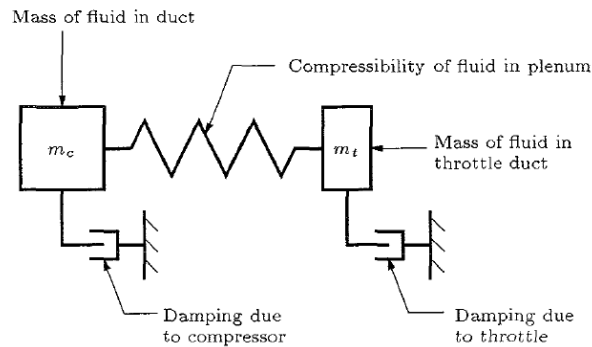 Mass of fluid in duct
Compressibility of fluid in plenum
m_c
m_t
Mass of fluid in
throttle duct
Damping due
to compressor
Damping due
to throttle